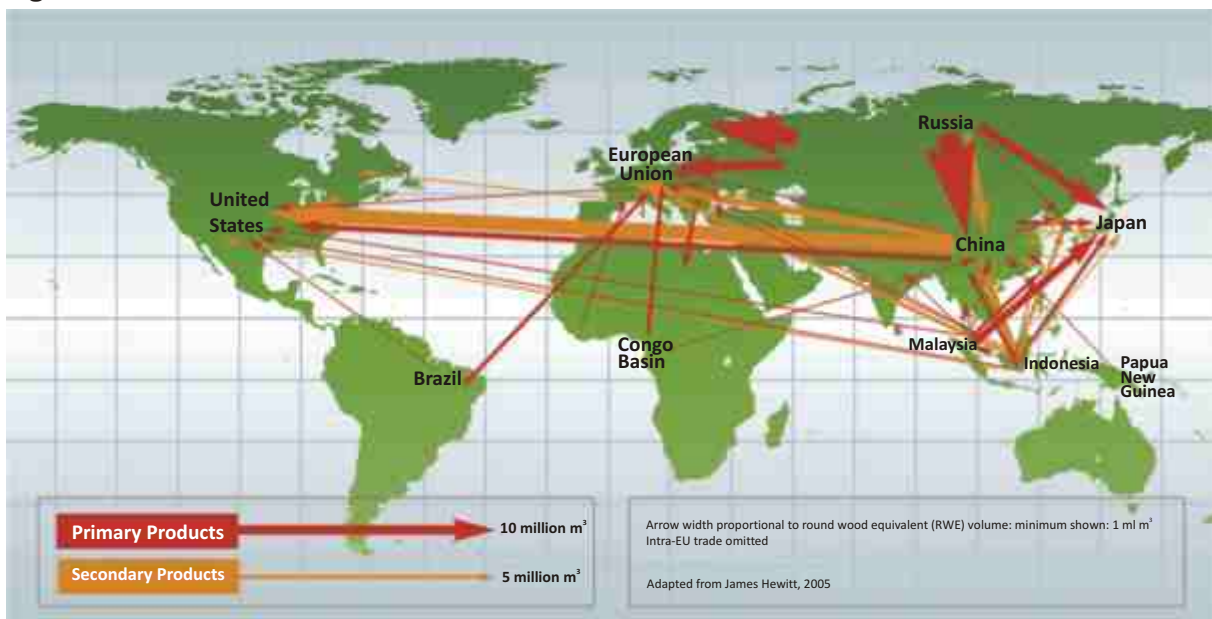 Russia
European
Union
United
States
Japan
China
Malaysia
Congo
Basin
Indonesia
Papua
New
Guinea
Brazil
Primary Products
10 million m³
Secondary Products
5 million m³
Arrow width proportional to round wood equivalent (RWE) volume: minimum shown: 1 ml m³
Intra-EU trade omitted
Adapted from James Hewitt, 2005